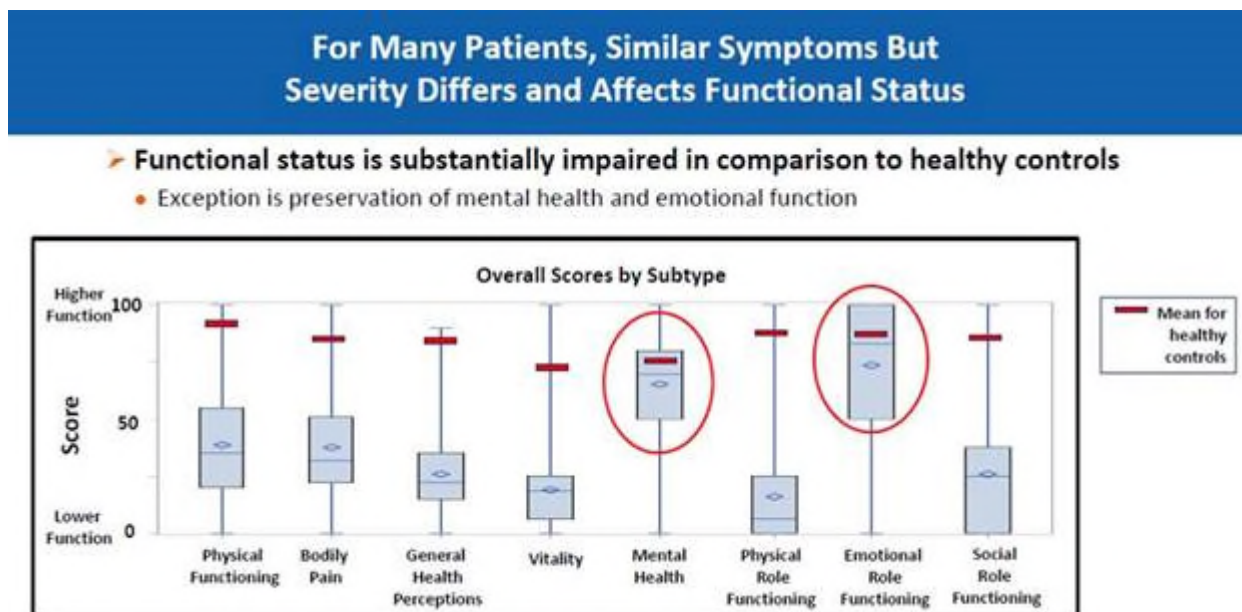 For Many Patients, Similar Symptoms But
Severity Differs and Affects Functional Status
➤ Functional status is substantially impaired in comparison to healthy controls
• Exception is preservation of mental health and emotional function
Overall Scores by Subtype
Higher
Function
100
50
0
Score
Lower
Function
Physical
Functioning
Bodily
Pain
General
Health
Perceptions
Vitality
Mental
Health
Physical
Role
Functioning
Emotional
Role
Functioning
Social
Role
Functioning
Mean for
healthy
controls